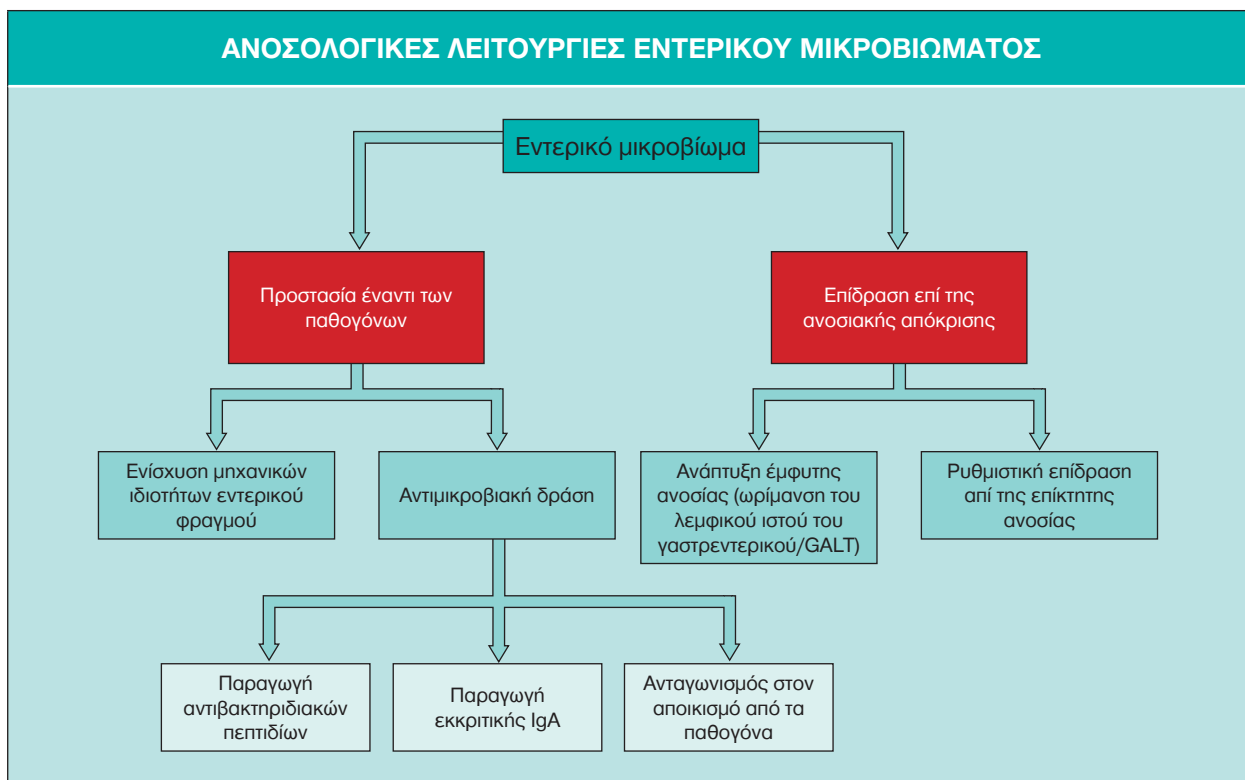 ΑΝΟΣΟΛΟΓΙΚΕΣ ΛΕΙΤΟΥΡΓΙΕΣ ΕΝΤΕΡΙΚΟΥ ΜΙΚΡΟΒΙΩΜΑΤΟΣ
Εντερικό μικροβίωμα
Προστασία έναντι των
παθογόνων
Επίδραση επί της
ανοσιακής απόκρισης
Ενίσχυση μηχανικών
ιδιοτήτων εντερικού
φραγμού
Αντιμικροβιακή δράση
Ανάπτυξη έμφυτης
ανοσίας (ωρίμανση του
λεμφικού ιστού του
γαστρεντερικού/GALT)
Ρυθμιστική επίδραση
απί της επίκτητης
ανοσίας
Παραγωγή
αντιβακτηριδιακών
πεπτιδίων
Παραγωγή
εκκριτικής IgA
Ανταγωνισμός στον
αποικισμό από τα
παθογόνα